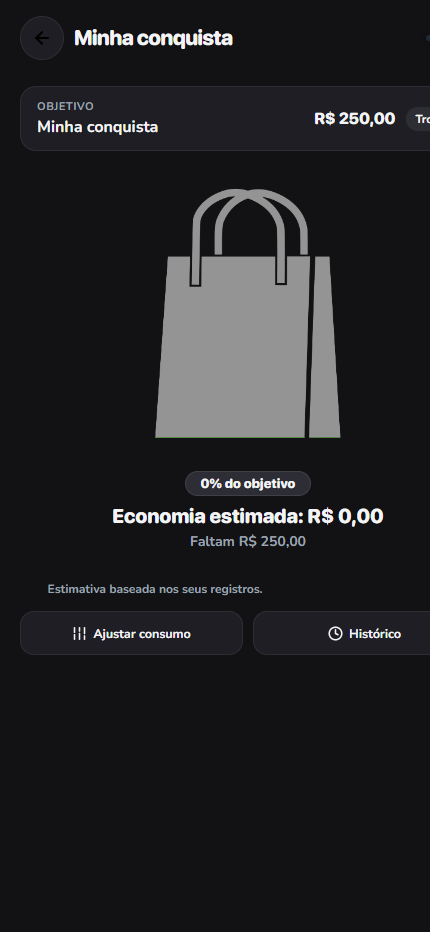 Minha conquista
OBJETIVO
Minha conquista
R$ 250,00
0% do objetivo
Economia estimada: R$ 0,00
Faltam R$ 250,00
Estimativa baseada nos seus registros.
Ajustar consumo
Histórico